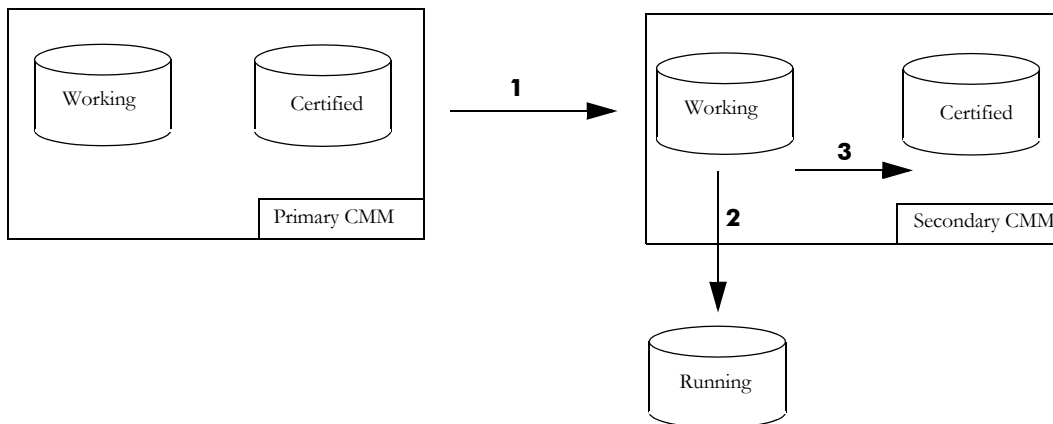 Working
Certified
Primary CMM
1
Working
Certified
3
2
Secondary CMM
Running